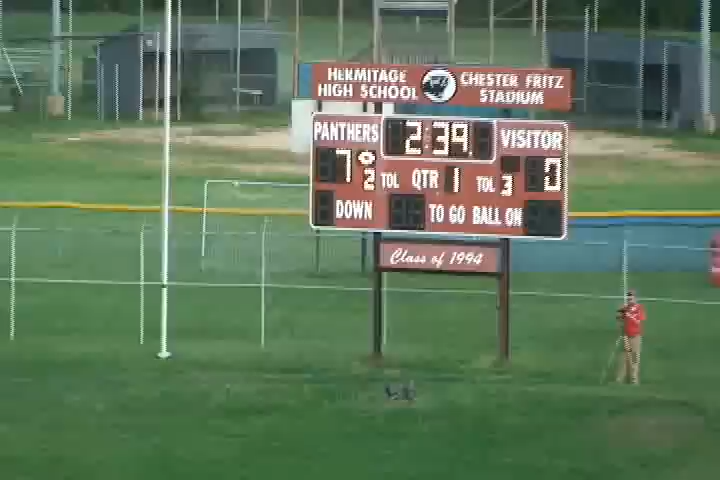 HERMITAGE
HIGH SCHOOL
CHESTER FRITZ
STADIUM
PANTHERS 2:39 VISITOR
7 2 TOL QTR 1 TOL 3 0
DOWN TO GO BALL ON
Class of 1994